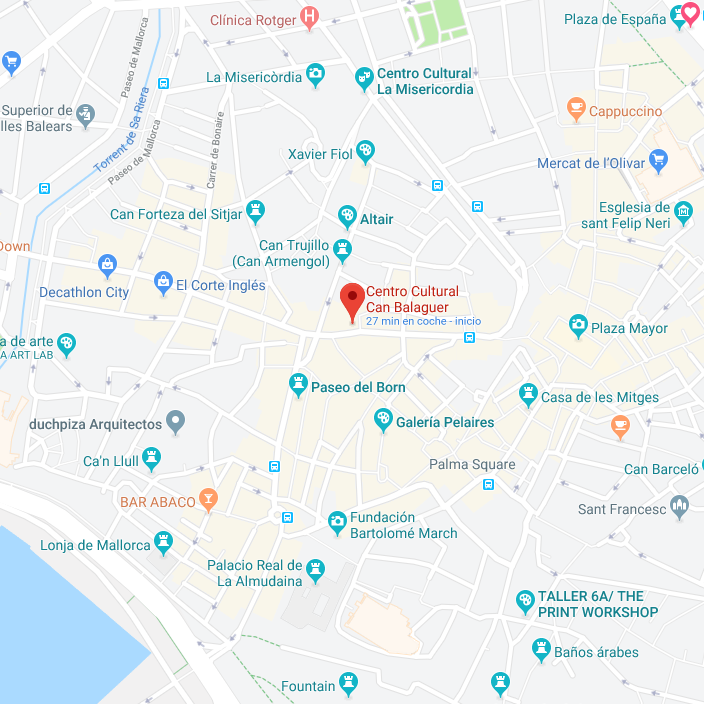 Clínica Rotger
Plaza de España
Paseo de Mallorca
La Misericòrdia
Centro Cultural
La Misericordia
Superior de
lles Balears
Torrent de Sa Riera
Paseo de Mallorca
Carrer de Bonaire
Cappuccino
Xavier Fiol
Mercat de l'Olivar
Can Forteza del Sitjar
Altair
Esglesia de
sant Felip Neri
Down
Can Trujillo
(Can Armengol)
Decathlon City
El Corte Inglés
Centro Cultural
Can Balaguer
27 min en coche - inicio
Plaza Mayor
a de arte
A ART LAB
Paseo del Born
Casa de les Mitges
duchpiza Arquitectos
Galería Pelaires
Ca'n Llull
Palma Square
Can Barceló
BAR ABACO
Sant Francesc
Fundación
Bartolomé March
Lonja de Mallorca
Palacio Real de
La Almudaina
TALLER 6A/ THE
PRINT WORKSHOP
Baños árabes
Fountain